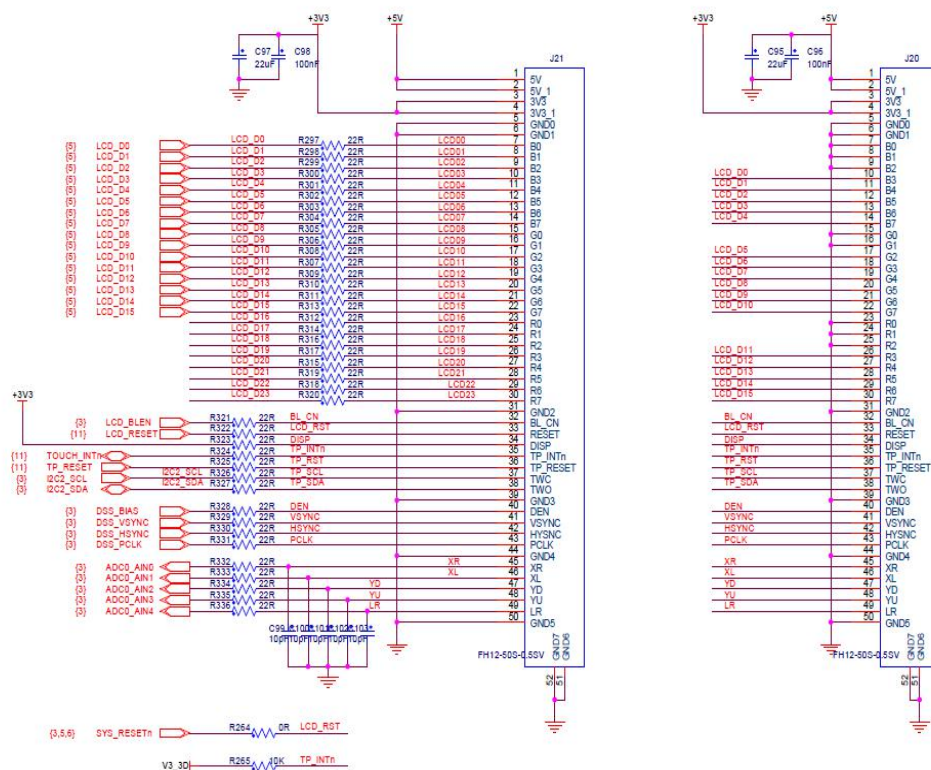 +3V3 +5V +3V3 +5V
C97 C98 J21 C95 C96 J20
22uF 100nF 22uF 100nF
1 5V 1 5V
2 5V_1 2 5V_1
3 3V3 3 3V3
4 3V3_1 4 3V3_1
5 GND0 5 GND0
6 GND1 6 GND1
{5} LCD_D0 LCD_D0 R297 22R LCD00 7 B0 7 B0
{5} LCD_D1 LCD_D1 R298 22R LCD01 8 B1 8 B1
{5} LCD_D2 LCD_D2 R299 22R LCD02 9 B2 9 B2
{5} LCD_D3 LCD_D3 R300 22R LCD03 10 B3 LCD_D0 10 B3
{5} LCD_D4 LCD_D4 R301 22R LCD04 11 B4 LCD_D1 11 B4
{5} LCD_D5 LCD_D5 R302 22R LCD05 12 B5 LCD_D2 12 B5
{5} LCD_D6 LCD_D6 R303 22R LCD06 13 B6 LCD_D3 13 B6
{5} LCD_D7 LCD_D7 R304 22R LCD07 14 B7 LCD_D4 14 B7
{5} LCD_D8 LCD_D8 R305 22R LCD08 15 G0 15 G0
{5} LCD_D9 LCD_D9 R306 22R LCD09 16 G1 16 G1
{5} LCD_D10 LCD_D10 R308 22R LCD10 17 G2 LCD_D5 17 G2
{5} LCD_D11 LCD_D11 R307 22R LCD11 18 G3 LCD_D6 18 G3
{5} LCD_D12 LCD_D12 R309 22R LCD12 19 G4 LCD_D7 19 G4
{5} LCD_D13 LCD_D13 R310 22R LCD13 20 G5 LCD_D8 20 G5
{5} LCD_D14 LCD_D14 R311 22R LCD14 21 G6 LCD_D9 21 G6
{5} LCD_D15 LCD_D15 R313 22R LCD15 22 G7 LCD_D10 22 G7
LCD_D16 R312 22R LCD16 23 R0 23 R0
LCD_D17 R314 22R LCD17 24 R1 24 R1
LCD_D18 R316 22R LCD18 25 R2 25 R2
LCD_D19 R317 22R LCD19 26 R3 LCD_D11 26 R3
LCD_D20 R315 22R LCD20 27 R4 LCD_D12 27 R4
LCD_D21 R319 22R LCD21 28 R5 LCD_D13 28 R5
LCD_D22 R318 22R LCD22 29 R6 LCD_D14 29 R6
LCD_D23 R320 22R LCD23 30 R7 LCD_D15 30 R7
+3V3 31 GND2 31 GND2
{3} LCD_BLEN R321 22R BL_CN 32 BL_CN BL_CN 32 BL_CN
{11} LCD_RESET R322 22R LCD_RST 33 RESET LCD_RST 33 RESET
R323 22R DISP 34 DISP DISP 34 DISP
{11} TOUCH_INTn R324 22R TP_INTn 35 TP_INTn TP_INTn 35 TP_INTn
{11} TP_RESET R325 22R TP_RST 36 TP_RESET TP_RST 36 TP_RESET
{3} I2C2_SCL I2C2_SCL R326 22R TP_SCL 37 TWC TP_SCL 37 TWC
{3} I2C2_SDA I2C2_SDA R327 22R TP_SDA 38 TWO TP_SDA 38 TWO
39 GND3 39 GND3
{3} DSS_BIAS R328 22R DEN 40 DEN DEN 40 DEN
{3} DSS_VSYNC R329 22R VSYNC 41 VSYNC VSYNC 41 VSYNC
{3} DSS_HSYNC R330 22R HSYNC 42 HYSNC HSYNC 42 HYSNC
{3} DSS_PCLK R331 22R PCLK 43 PCLK PCLK 43 PCLK
44 GND4 44 GND4
{3} ADC0_AIN0 R332 22R XR 45 XR XR 45 XR
{3} ADC0_AIN1 R333 22R XL 46 XL XL 46 XL
{3} ADC0_AIN2 R334 22R YD 47 YD YD 47 YD
{3} ADC0_AIN3 R335 22R YU 48 YU YU 48 YU
{3} ADC0_AIN4 R336 22R LR 49 LR LR 49 LR
50 GND5 50 GND5
C99
10pF
GND7 GND6 GND7 GND6
FH12-50S-0.5SV FH12-50S-0.5SV
52 51 52 51
{3,5,6} SYS_RESETn R264 0R LCD_RST
V3_3D R265 10K TP_INTn